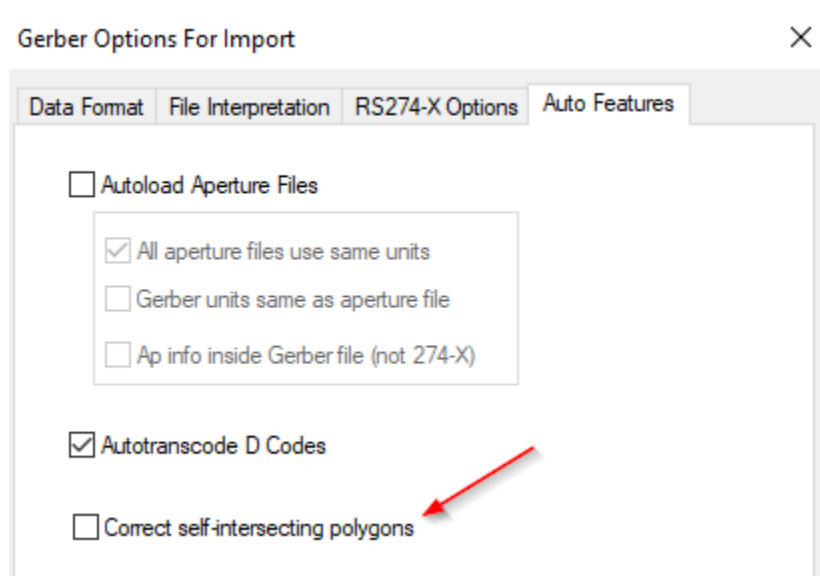 Gerber Options For Import
Data Format File Interpretation RS274-X Options Auto Features
Autoload Aperture Files
All aperture files use same units
Gerber units same as aperture file
Ap info inside Gerber file (not 274-X)
Autotranscode D Codes
Correct self-intersecting polygons